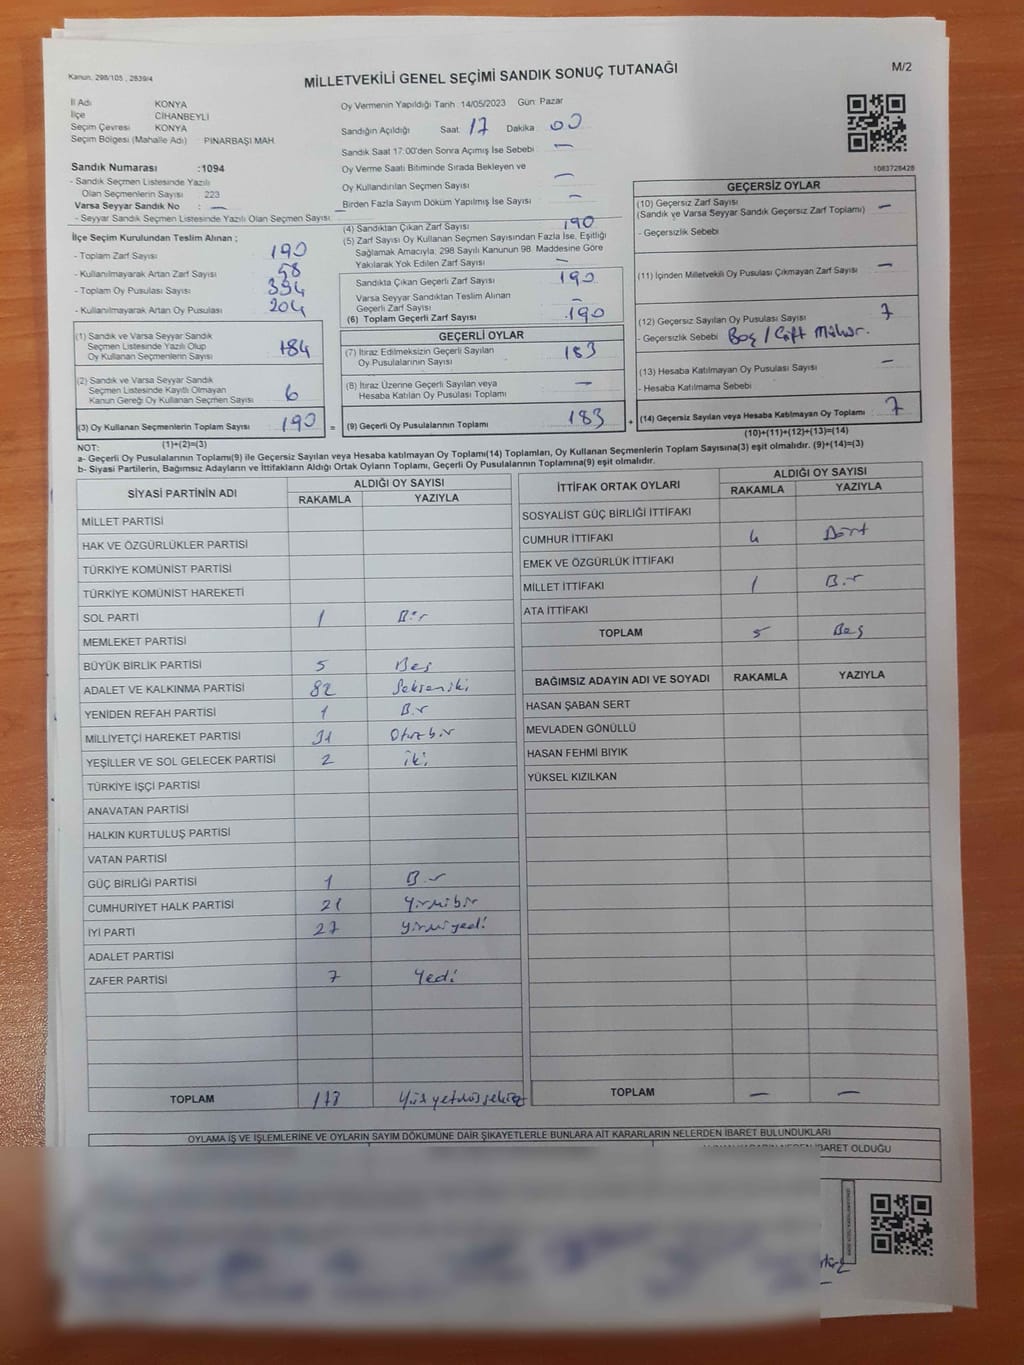 Kanun, 298/105 , 2839/4
MİLLETVEKİLİ GENEL SEÇİMİ SANDIK SONUÇ TUTANAĞI
M/2
İl Adı KONYA
İlçe CİHANBEYLİ
Seçim Çevresi KONYA
Seçim Bölgesi (Mahalle Adı) PINARBAŞI MAH
Sandık Numarası :1094
- Sandık Seçmen Listesinde Yazılı
Olan Seçmenlerin Sayısı 223
Varsa Seyyar Sandık No : —
- Seyyar Sandık Seçmen Listesinde Yazılı Olan Seçmen Sayısı:
Oy Vermenin Yapıldığı Tarih :14/05/2023 Gün: Pazar
Sandığın Açıldığı Saat 17 Dakika 00
Sandık Saat 17:00'den Sonra Açımış İse Sebebi —
Oy Verme Saati Bitiminde Sırada Bekleyen ve
Oy Kullandırılan Seçmen Sayısı —
Birden Fazla Sayım Döküm Yapılmış İse Sayısı —
1083728428
İlçe Seçim Kurulundan Teslim Alınan ;
- Toplam Zarf Sayısı 190
- Kullanılmayarak Artan Zarf Sayısı 58
- Toplam Oy Pusulası Sayısı 394
- Kullanılmayarak Artan Oy Pusulası 204
(1) Sandık ve Varsa Seyyar Sandık
Seçmen Listesinde Yazılı Olup
Oy Kullanan Seçmenlerin Sayısı 184
(2) Sandık ve Varsa Seyyar Sandık
Seçmen Listesinde Kayıtlı Olmayan
Kanun Gereği Oy Kullanan Seçmen Sayısı 6
(3) Oy Kullanan Seçmenlerin Toplam Sayısı 190 =
(1)+(2)=(3)
(4) Sandıktan Çıkan Zarf Sayısı 190
(5) Zarf Sayısı Oy Kullanan Seçmen Sayısından Fazla İse, Eşitliği
Sağlamak Amacıyla, 298 Sayılı Kanunun 98. Maddesine Göre
Yakılarak Yok Edilen Zarf Sayısı —
Sandıkta Çıkan Geçerli Zarf Sayısı 190
Varsa Seyyar Sandıktan Teslim Alınan
Geçerli Zarf Sayısı —
(6) Toplam Geçerli Zarf Sayısı 190
GEÇERLİ OYLAR
(7) İtiraz Edilmeksizin Geçerli Sayılan
Oy Pusulalarının Sayısı 183
(8) İtiraz Üzerine Geçerli Sayılan veya
Hesaba Katılan Oy Pusulası Toplamı —
(9) Geçerli Oy Pusulalarının Toplamı 183 +
GEÇERSİZ OYLAR
(10) Geçersiz Zarf Sayısı —
(Sandık ve Varsa Seyyar Sandık Geçersiz Zarf Toplamı)
- Geçersizlik Sebebi
(11) İçinden Milletvekili Oy Pusulası Çıkmayan Zarf Sayısı —
(12) Geçersiz Sayılan Oy Pusulası Sayısı 7
- Geçersizlik Sebebi Boş / Çift Mühür.
(13) Hesaba Katılmayan Oy Pusulası Sayısı —
- Hesaba Katılmama Sebebi
(14) Geçersiz Sayılan veya Hesaba Katılmayan Oy Toplamı 7
(10)+(11)+(12)+(13)=(14)
NOT:
a- Geçerli Oy Pusulasının Toplamı(9) ile Geçersiz Sayılan veya Hesaba katılmayan Oy Toplamı(14) Toplamları, Oy Kullanan Seçmenlerin Toplam Sayısına(3) eşit olmalıdır. (9)+(14)=(3)
b- Siyasi Partilerin, Bağımsız Adayların ve İttifakların Aldığı Ortak Oyların Toplamı, Geçerli Oy Pusulalarının Toplamına(9) eşit olmalıdır.
SİYASİ PARTİNİN ADI ALDIĞI OY SAYISI
RAKAMLA YAZIYLA
MİLLET PARTİSİ
HAK VE ÖZGÜRLÜKLER PARTİSİ
TÜRKİYE KOMÜNİST PARTİSİ
TÜRKİYE KOMÜNİST HAREKETİ
SOL PARTİ 1 Bir
MEMLEKET PARTİSİ
BÜYÜK BİRLİK PARTİSİ 5 Beş
ADALET VE KALKINMA PARTİSİ 82 Sekseniki
YENİDEN REFAH PARTİSİ 1 Bir
MİLLİYETÇİ HAREKET PARTİSİ 31 Otuzbir
YEŞİLLER VE SOL GELECEK PARTİSİ 2 iki
TÜRKİYE İŞÇİ PARTİSİ
ANAVATAN PARTİSİ
HALKIN KURTULUŞ PARTİSİ
VATAN PARTİSİ
GÜÇ BİRLİĞİ PARTİSİ 1 Bir
CUMHURİYET HALK PARTİSİ 21 Yirmibir
İYİ PARTİ 27 Yirmiyedi
ADALET PARTİSİ
ZAFER PARTİSİ 7 Yedi
TOPLAM 178 Yüzyetmişsekiz
İTTİFAK ORTAK OYLARI ALDIĞI OY SAYISI
RAKAMLA YAZIYLA
SOSYALİST GÜÇ BİRLİĞİ İTTİFAKI
CUMHUR İTTİFAKI 4 Dört
EMEK VE ÖZGÜRLÜK İTTİFAKI
MİLLET İTTİFAKI 1 Bir
ATA İTTİFAKI
TOPLAM 5 Beş
BAĞIMSIZ ADAYIN ADI VE SOYADI RAKAMLA YAZIYLA
HASAN ŞABAN SERT
MEVLADEN GÖNÜLLÜ
HASAN FEHMİ BIYIK
YÜKSEL KIZILKAN
TOPLAM — —
OYLAMA İŞ VE İŞLEMLERİNE VE OYLARIN SAYIM DÖKÜMÜNE DAİR ŞİKAYETLERLE BUNLARA AİT KARARLARIN NELERDEN İBARET BULUNDUKLARI
NEDEN İBARET OLDUĞU